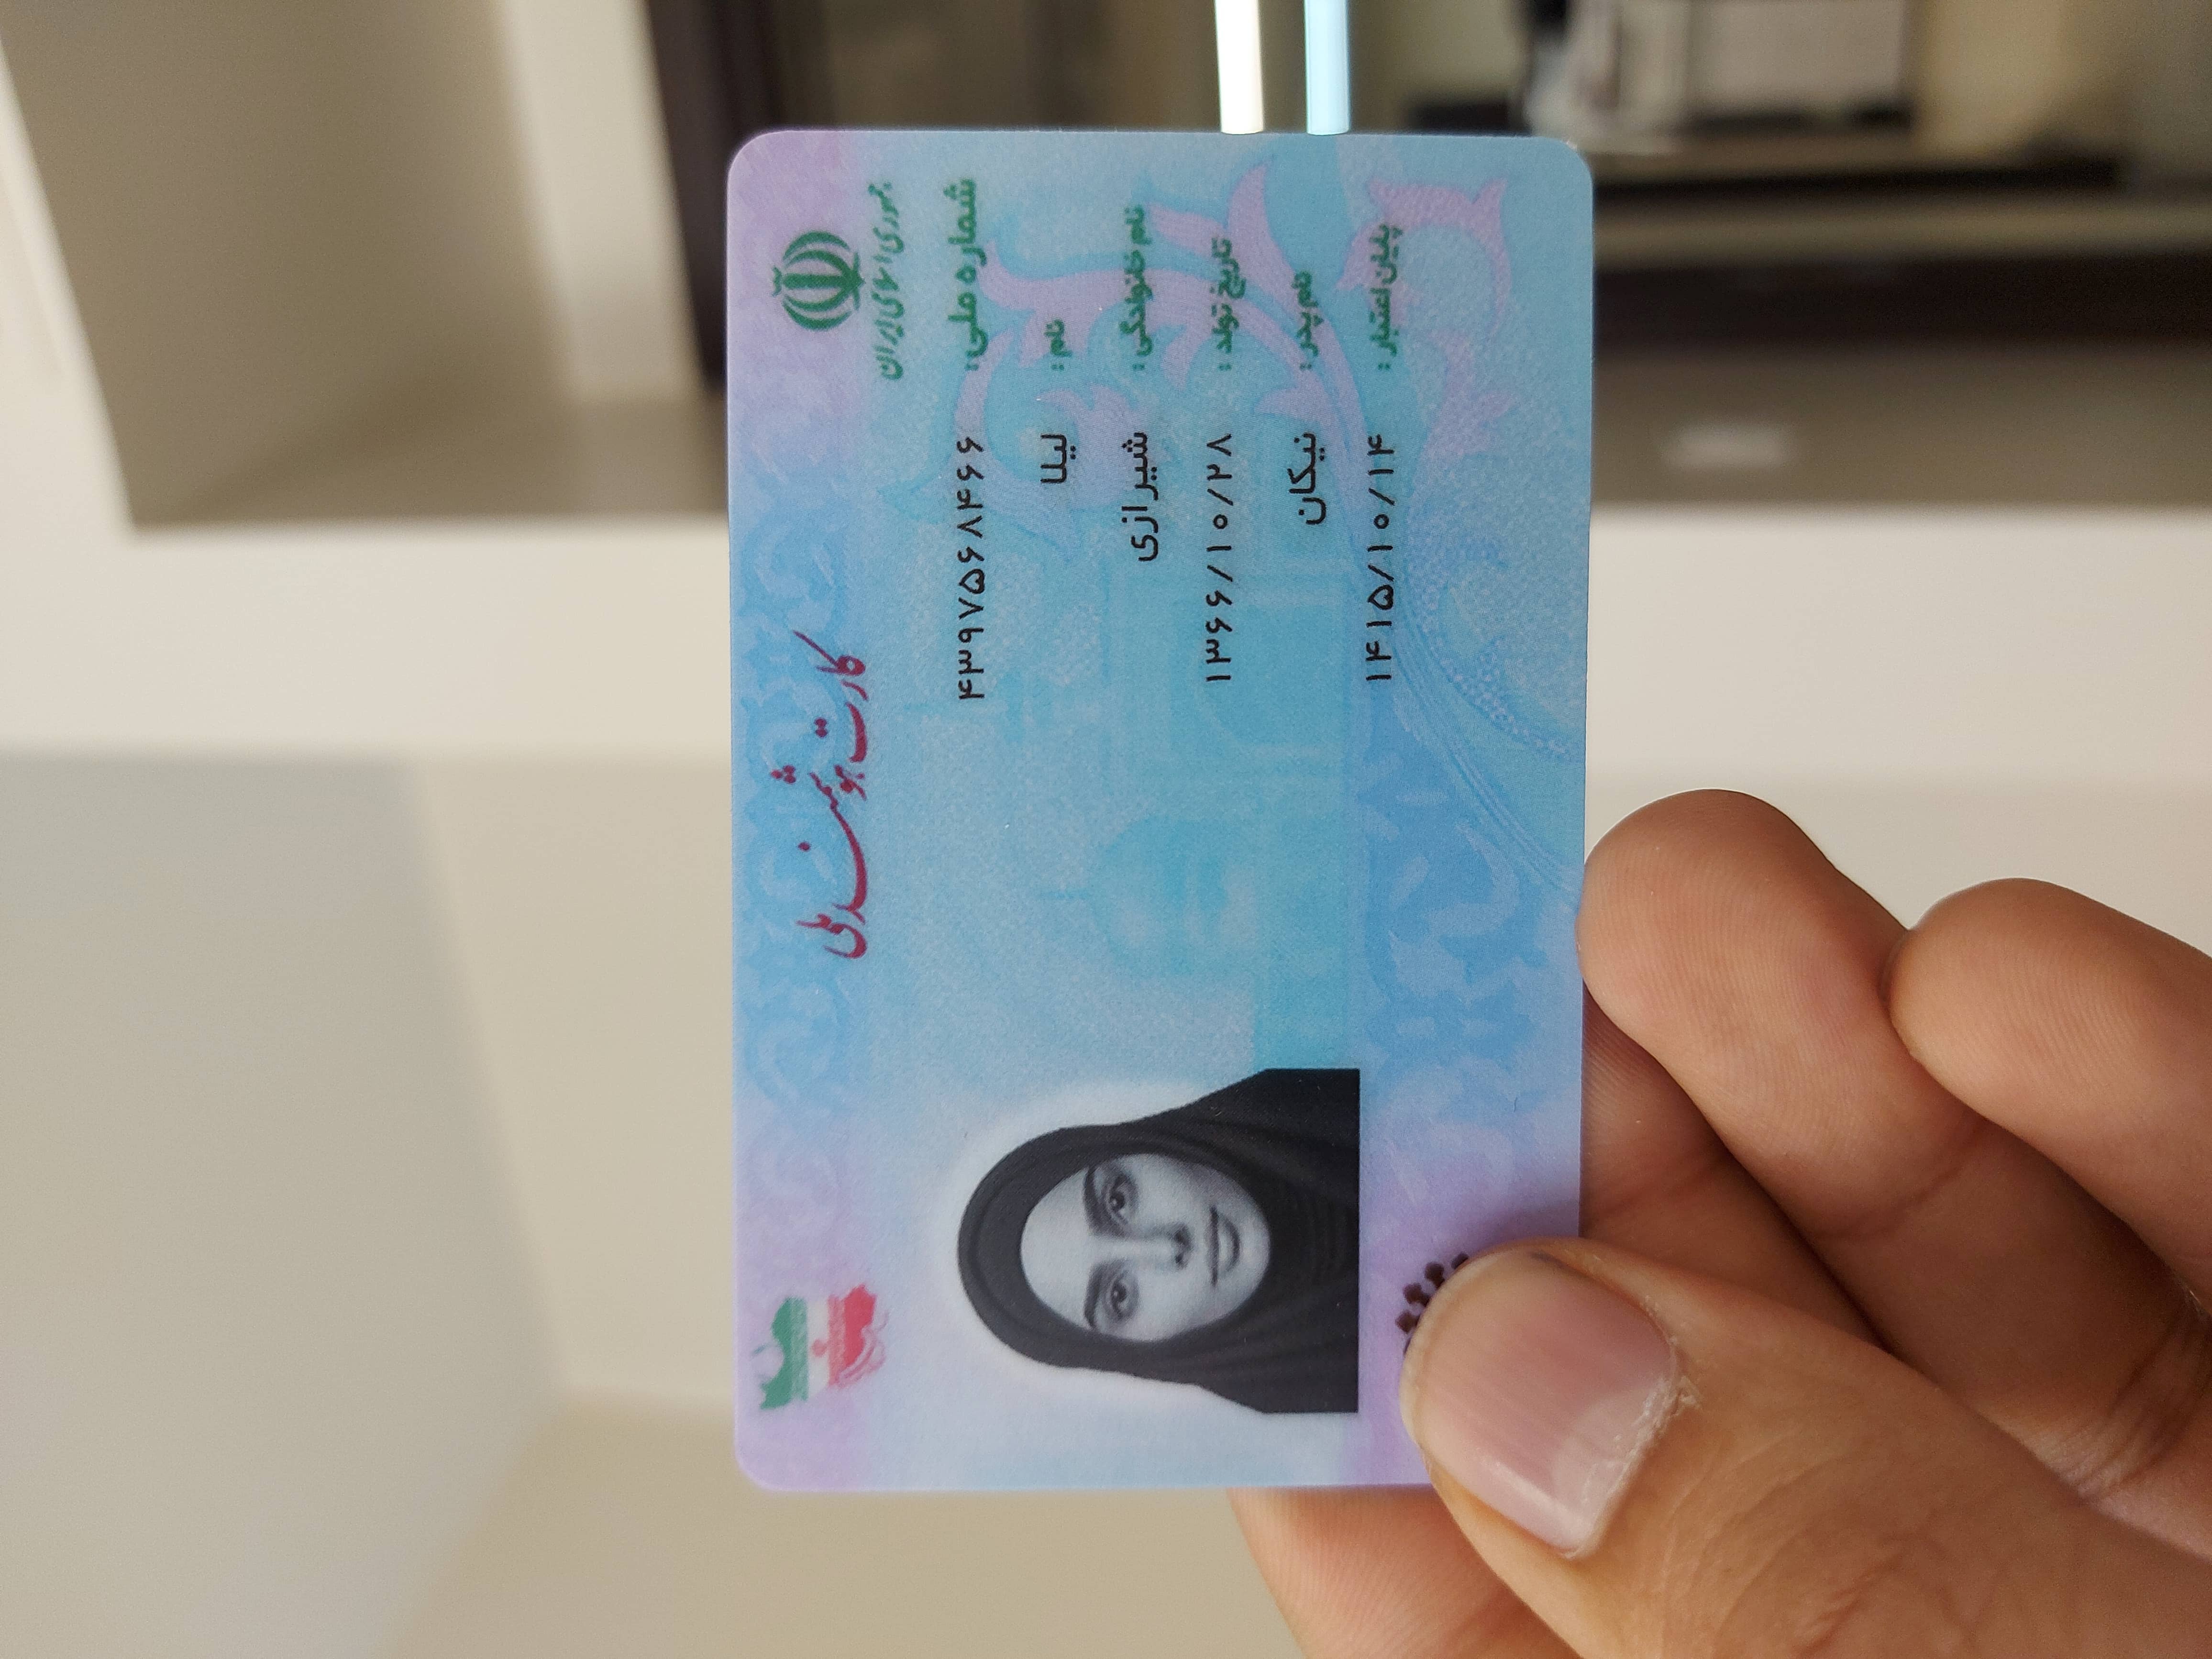 جمهوری اسلامی ایران
کارت هوشمند ملی
شماره ملی: ۴۳۹۷۵۶۸۴۶۶
نام: لیلا
نام خانوادگی: شیرازی
تاریخ تولد: ۱۳۶۶/۱۰/۲۸
نام پدر: نیکان
پایان اعتبار: ۱۴۱۵/۱۰/۱۴